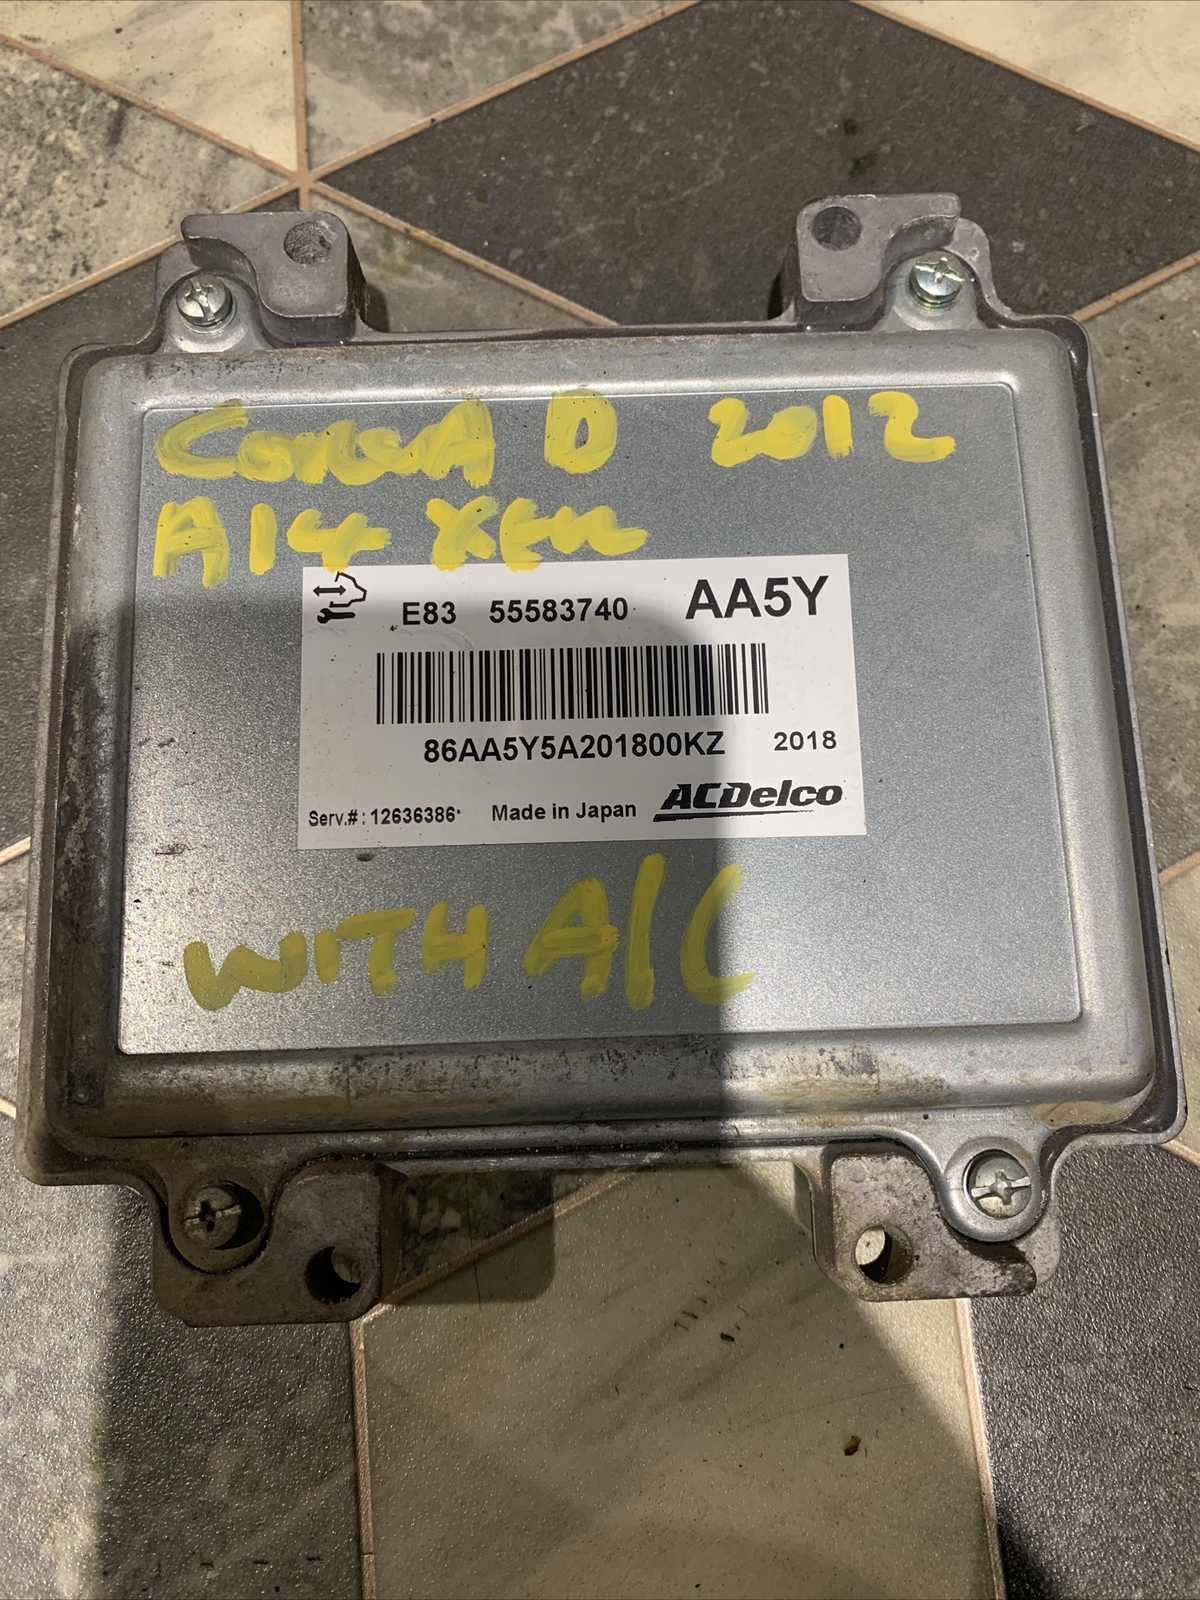 CorsA D 2012
A14 XER
E83 55583740 AA5Y
86AA5Y5A201800KZ 2018
Serv.#: 12636386 Made in Japan ACDelco
WITH A/C